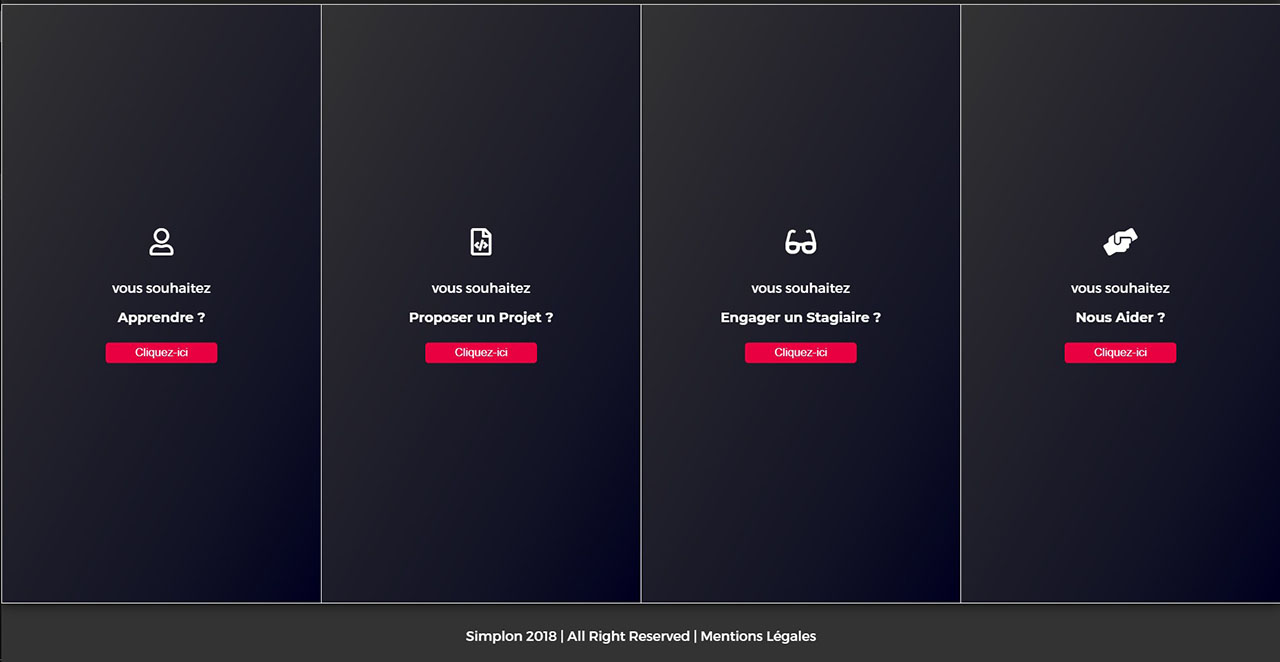 vous souhaitez
Apprendre ?
Cliquez-ici
vous souhaitez
Proposer un Projet ?
Cliquez-ici
vous souhaitez
Engager un Stagiaire ?
Cliquez-ici
vous souhaitez
Nous Aider ?
Cliquez-ici
Simplon 2018 | All Right Reserved | Mentions Légales